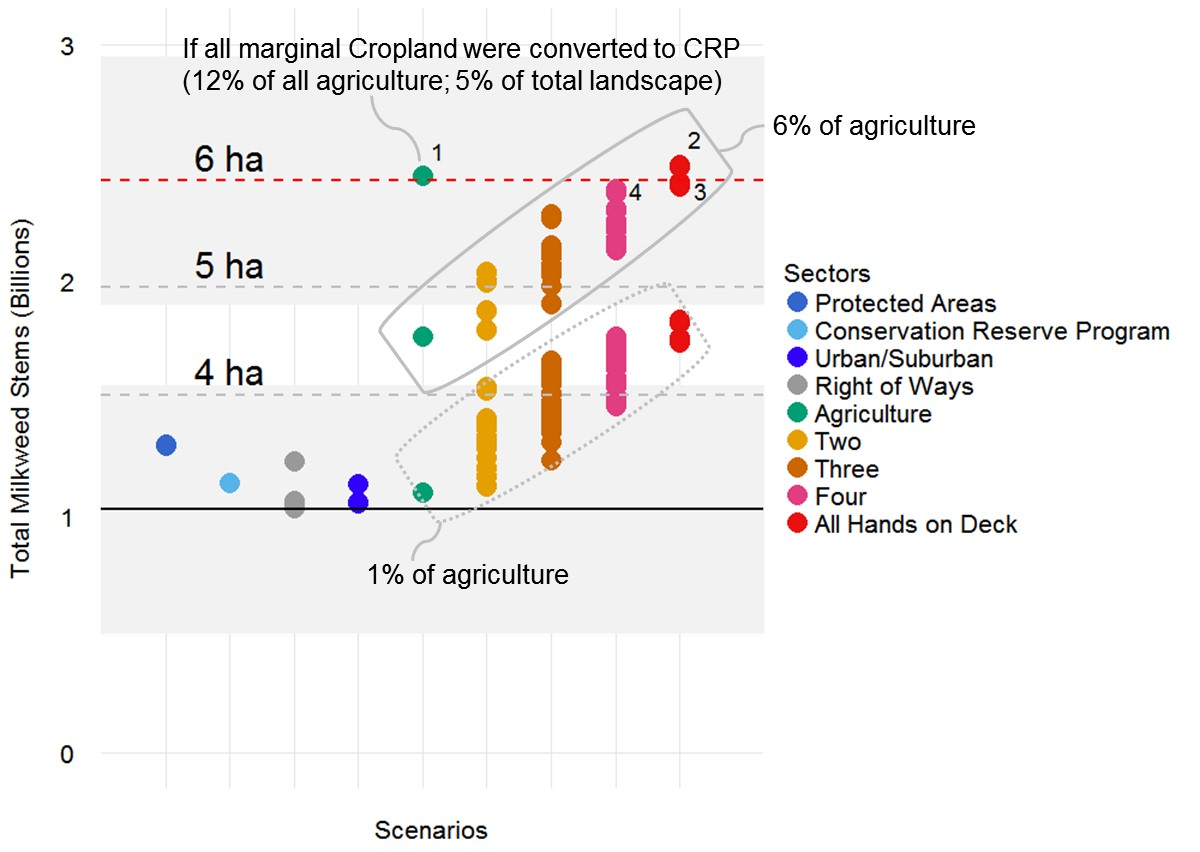 3
If all marginal Cropland were converted to CRP
(12% of all agriculture; 5% of total landscape)
6% of agriculture
1
2
6 ha
4
3
5 ha
2
4 ha
1
1% of agriculture
0
Total Milkweed Stems (Billions)
Scenarios
Sectors
Protected Areas
Conservation Reserve Program
Urban/Suburban
Right of Ways
Agriculture
Two
Three
Four
All Hands on Deck